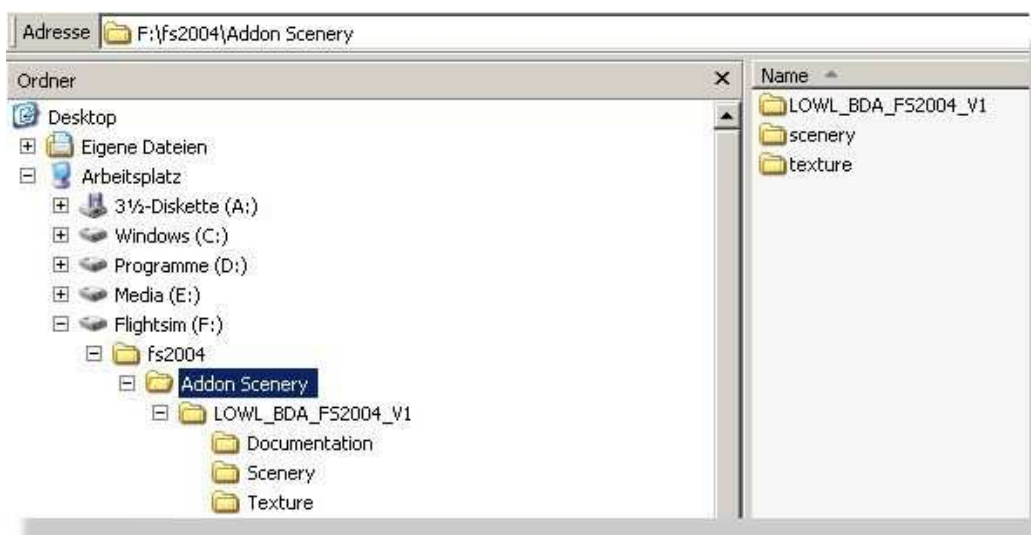 Adresse F:\fs2004\Addon Scenery
Ordner
Desktop
Eigene Dateien
Arbeitsplatz
3½-Diskette (A:)
Windows (C:)
Programme (D:)
Media (E:)
Flightsim (F:)
fs2004
Addon Scenery
LOWL_BDA_FS2004_V1
Documentation
Scenery
Texture
Name
LOWL_BDA_FS2004_V1
scenery
texture